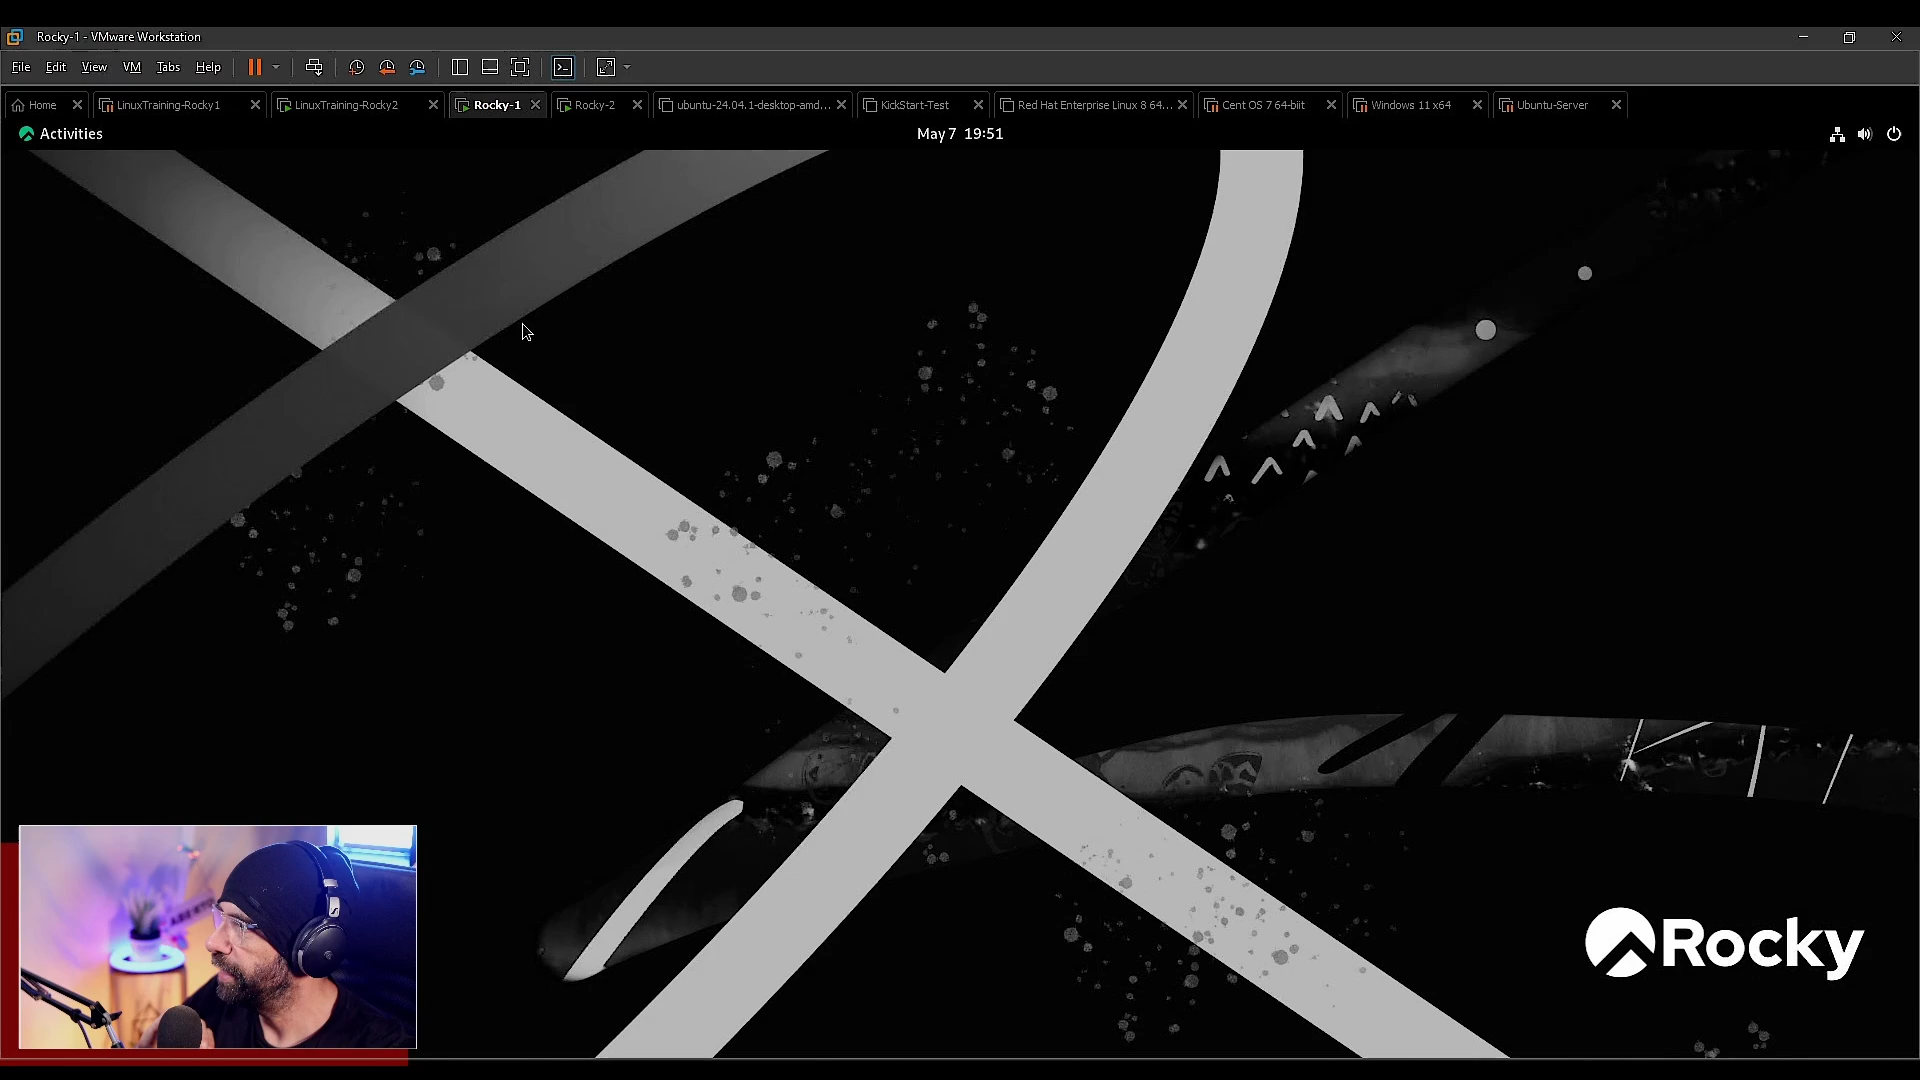 Rocky-1 - VMware Workstation
File Edit View VM Tabs Help
Home LinuxTraining-Rocky1 LinuxTraining-Rocky2 Rocky-1 Rocky-2 ubuntu-24.04.1-desktop-amd... KickStart-Test Red Hat Enterprise Linux 8 64... Cent OS 7 64-biit Windows 11 x64 Ubuntu-Server
Activities May 7 19:51
Rocky